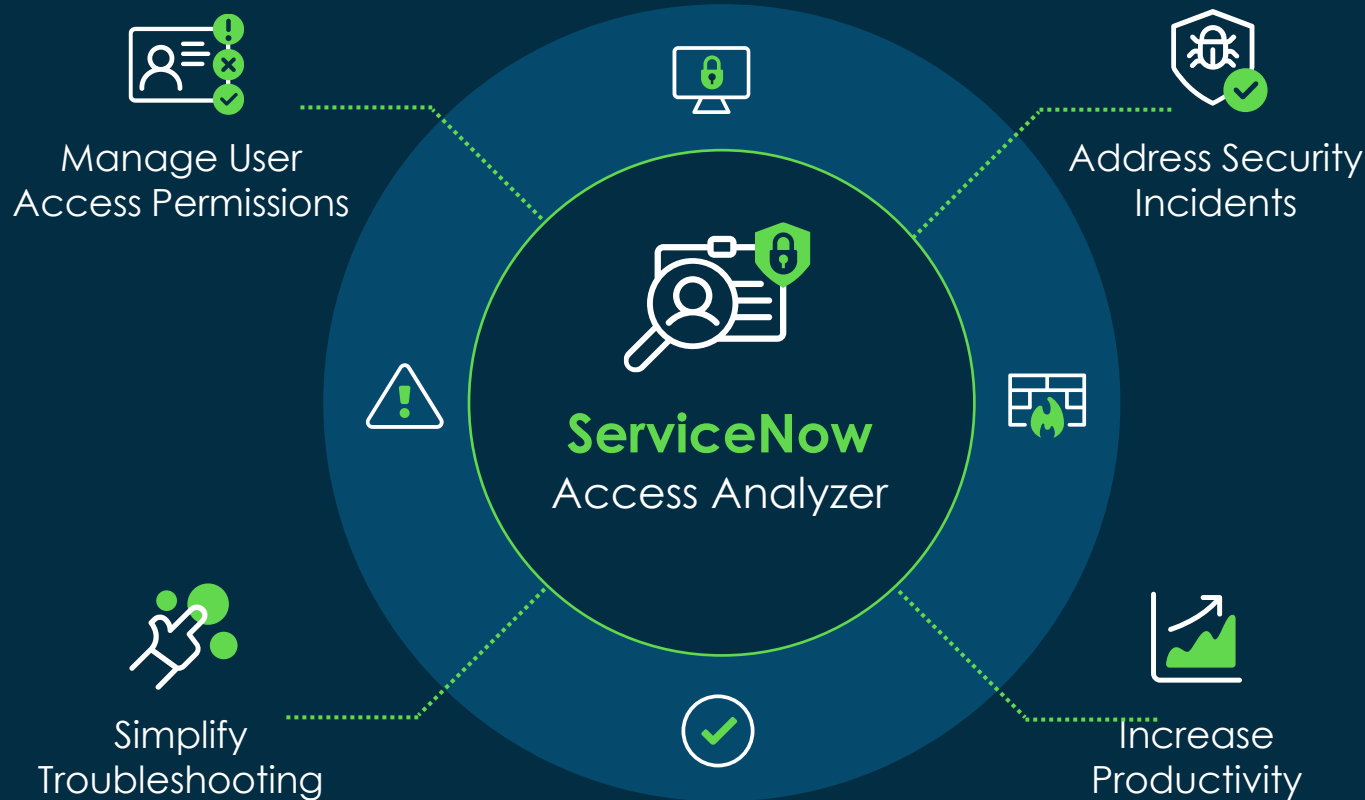 Manage User
Access Permissions
Address Security
Incidents
ServiceNow
Access Analyzer
Simplify
Troubleshooting
Increase
Productivity